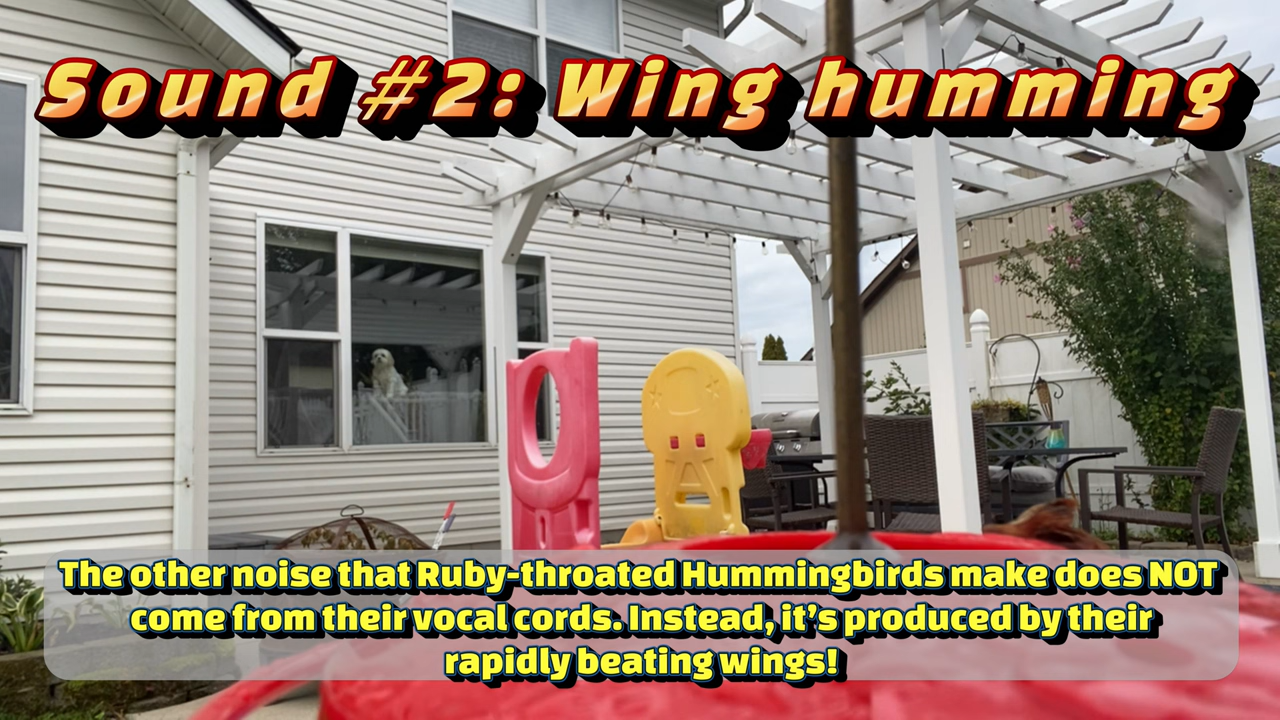 Sound #2: Wing humming
The other noise that Ruby-throated Hummingbirds make does NOT
come from their vocal cords. Instead, it’s produced by their
rapidly beating wings!